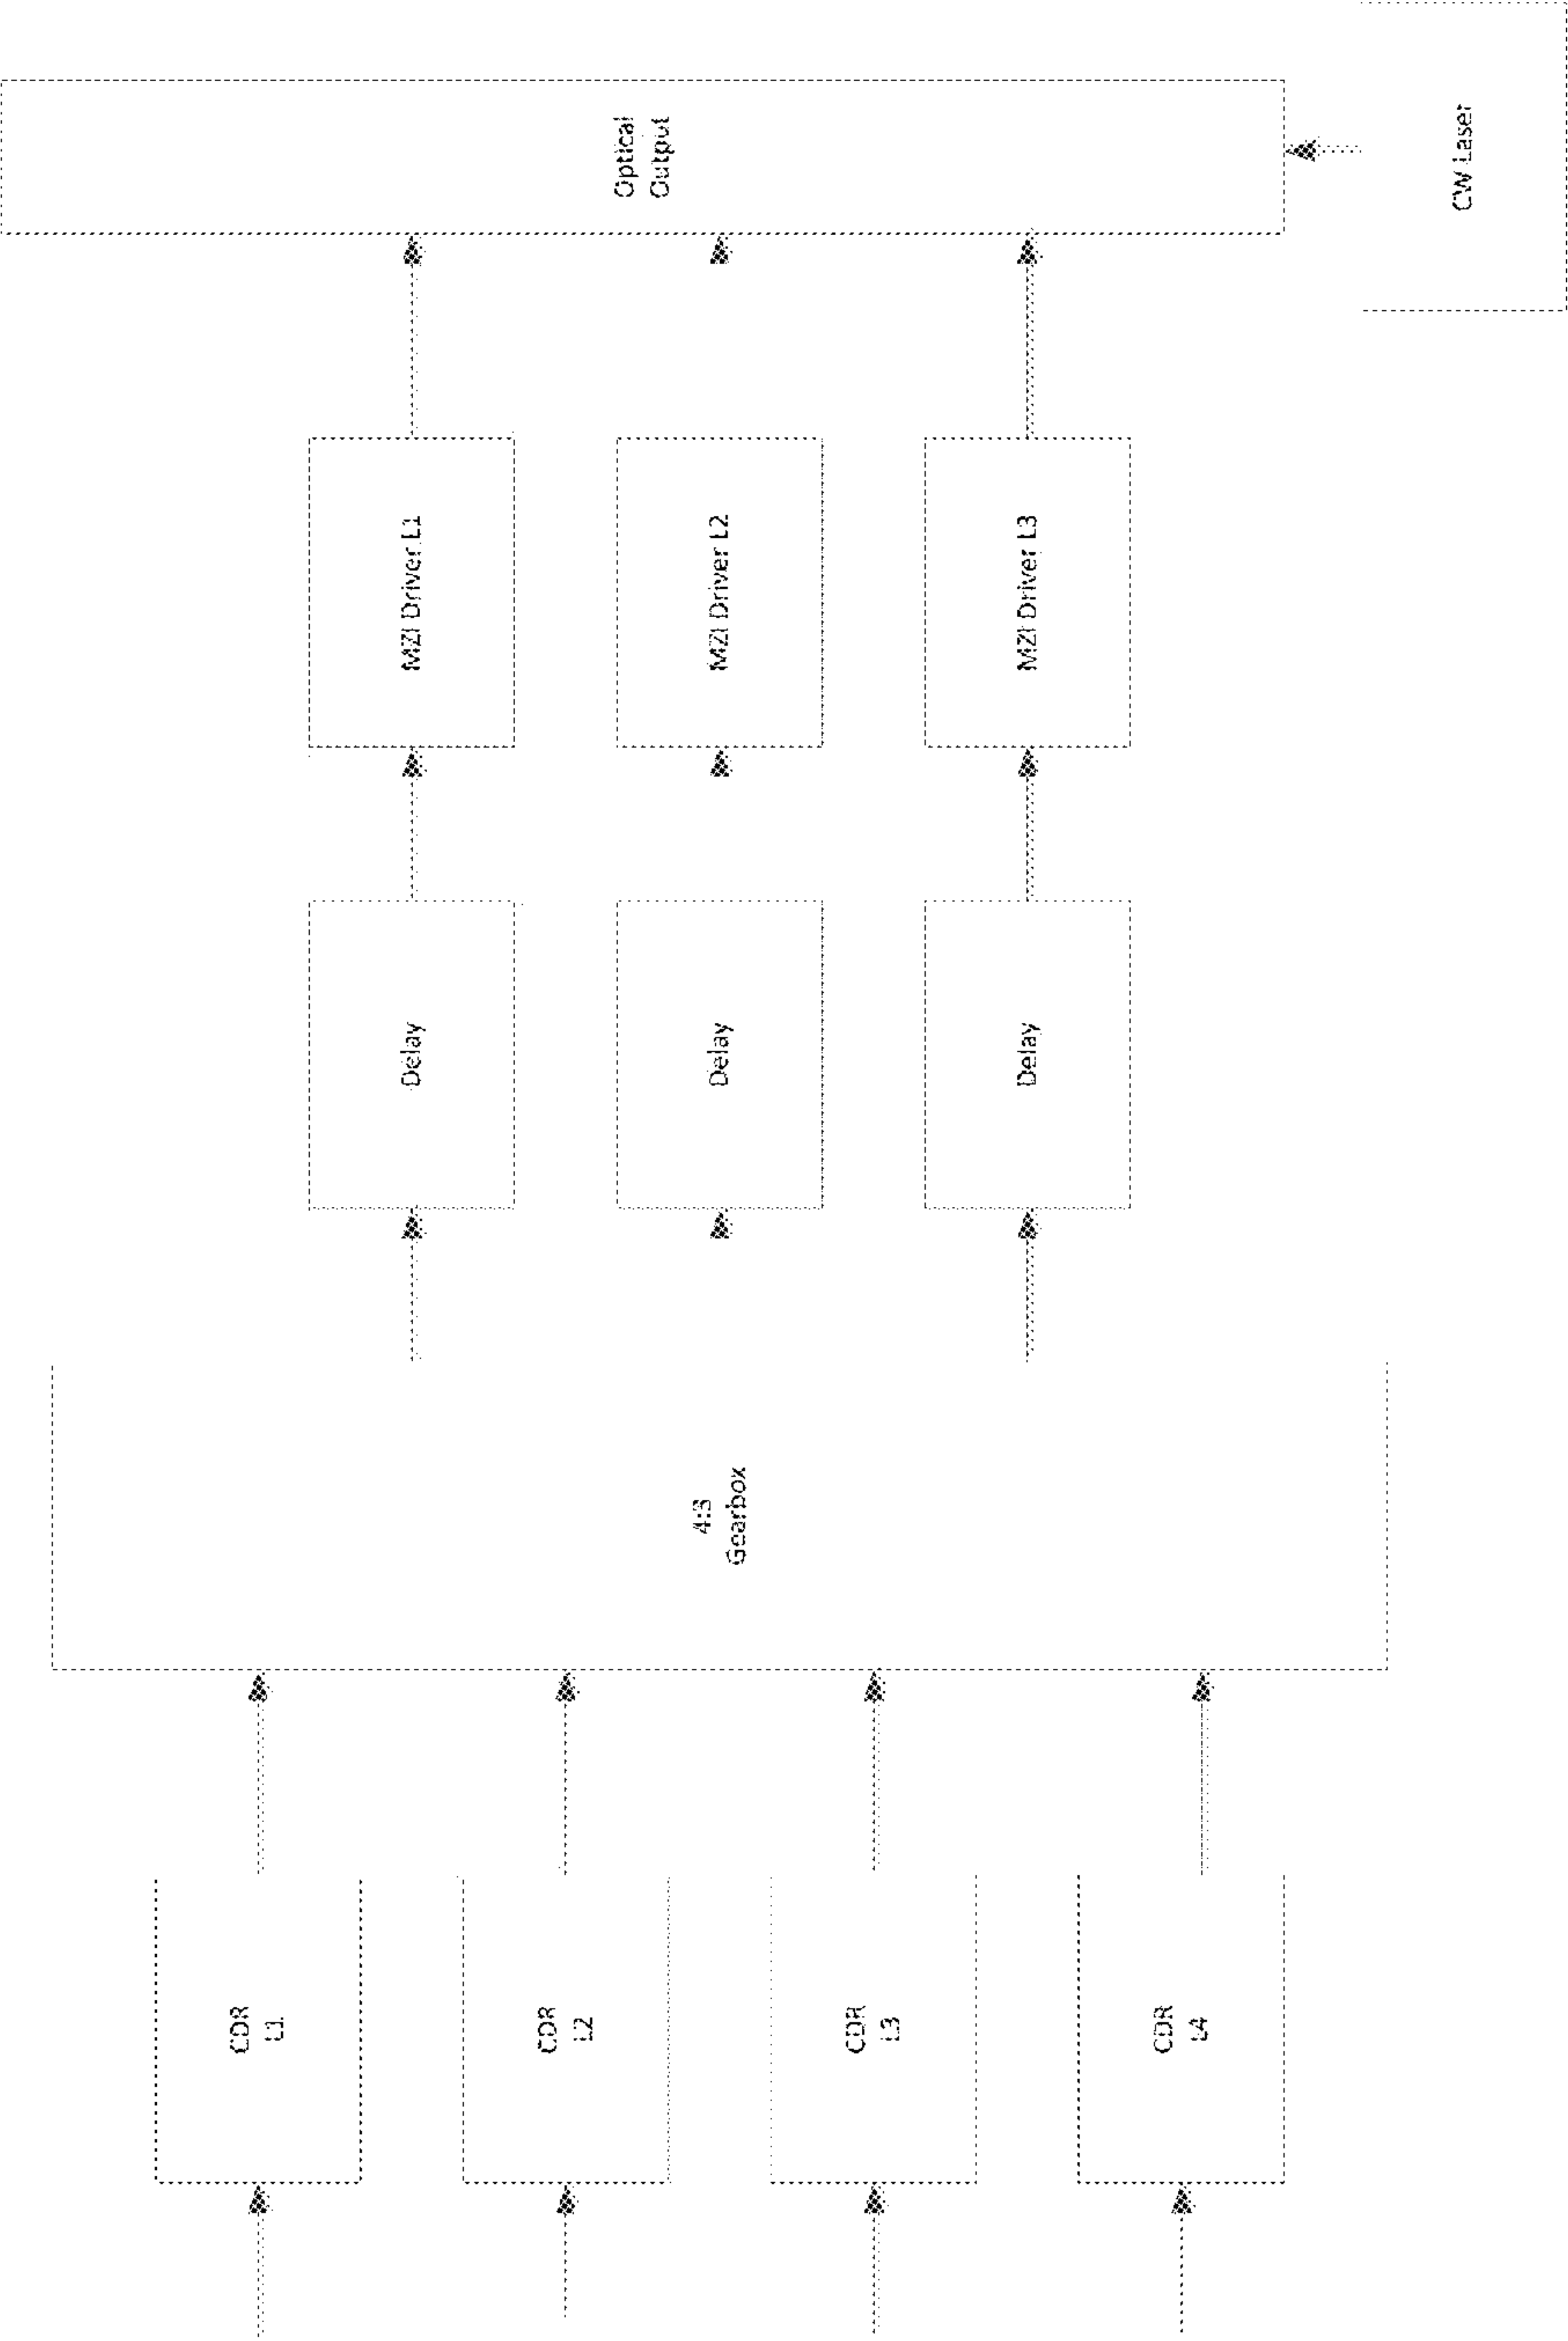 CDR
L1
CDR
L2
CDR
L3
CDR
L4
4:3
Gearbox
Delay
Delay
Delay
MZI Driver L1
MZI Driver L2
MZI Driver L3
Optical
Output
CW Laser